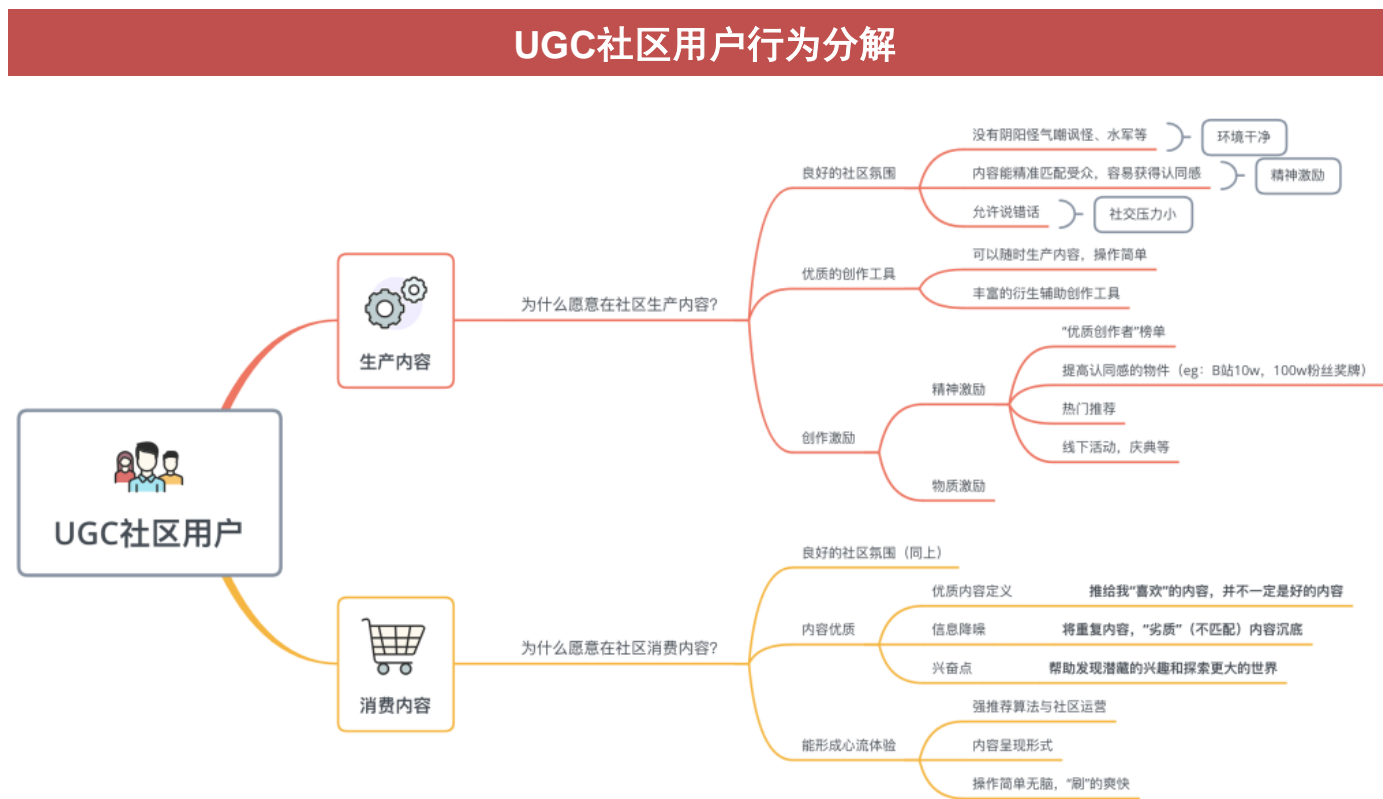 UGC社区用户行为分解
UGC社区用户
生产内容
为什么愿意在社区生产内容？
良好的社区氛围
没有阴阳怪气嘲讽怪、水军等
环境干净
内容能精准匹配受众，容易获得认同感
精神激励
允许说错话
社交压力小
优质的创作工具
可以随时生产内容，操作简单
丰富的衍生辅助创作工具
创作激励
精神激励
“优质创作者”榜单
提高认同感的物件（eg：B站10w，100w粉丝奖牌）
热门推荐
线下活动，庆典等
物质激励
消费内容
为什么愿意在社区消费内容？
良好的社区氛围（同上）
内容优质
优质内容定义
推给我“喜欢”的内容，并不一定是好的内容
信息降噪
将重复内容，“劣质”（不匹配）内容沉底
兴奋点
帮助发现潜藏的兴趣和探索更大的世界
能形成心流体验
强推荐算法与社区运营
内容呈现形式
操作简单无脑，“刷”的爽快